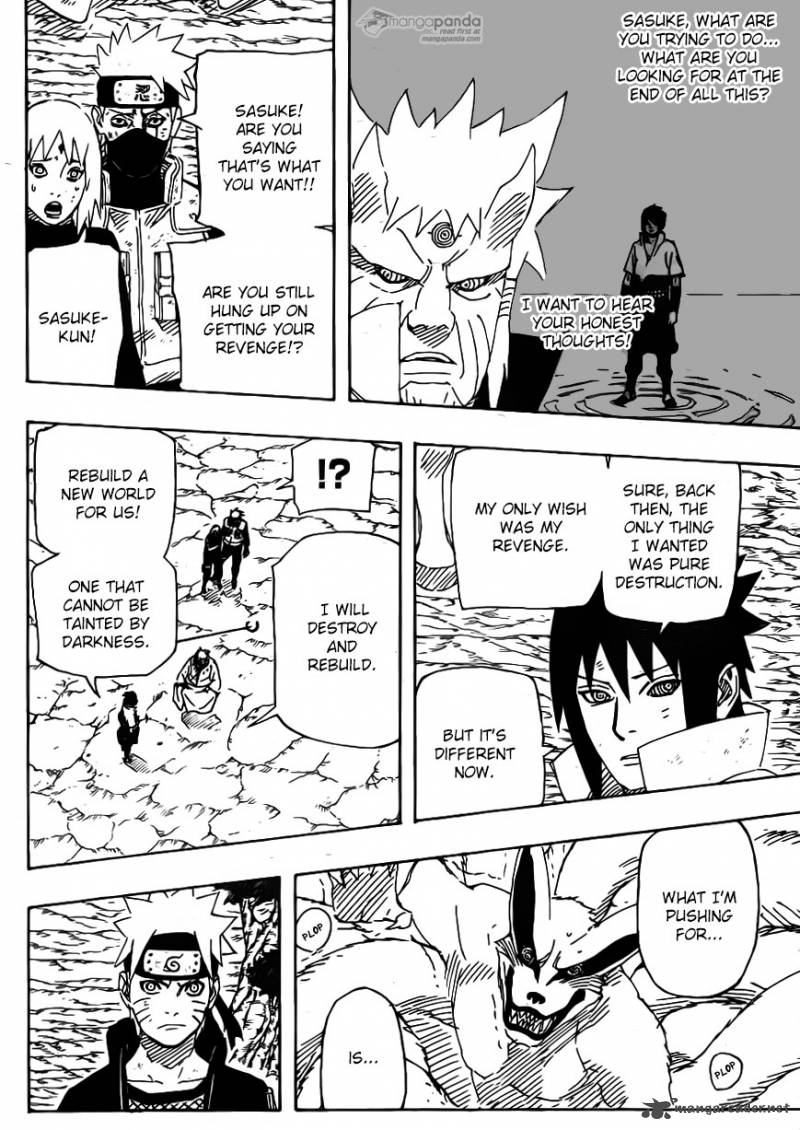 mangapanda
read first at
mangapanda.com
SASUKE, WHAT ARE
YOU TRYING TO DO...
WHAT ARE YOU
LOOKING FOR AT THE
END OF ALL THIS?
I WANT TO HEAR
YOUR HONEST
THOUGHTS!
忍
SASUKE!
ARE YOU
SAYING
THAT'S WHAT
YOU WANT!!
ARE YOU STILL
HUNG UP ON
GETTING YOUR
REVENGE!?
SASUKE-
KUN!
SURE, BACK
THEN, THE
ONLY THING
I WANTED
WAS PURE
DESTRUCTION.
MY ONLY WISH
WAS MY
REVENGE.
BUT IT'S
DIFFERENT
NOW.
!?
I WILL
DESTROY
AND
REBUILD.
REBUILD A
NEW WORLD
FOR US!
ONE THAT
CANNOT BE
TAINTED BY
DARKNESS.
WHAT I'M
PUSHING
FOR...
PLOP
PLOP
IS...
mangareader.net